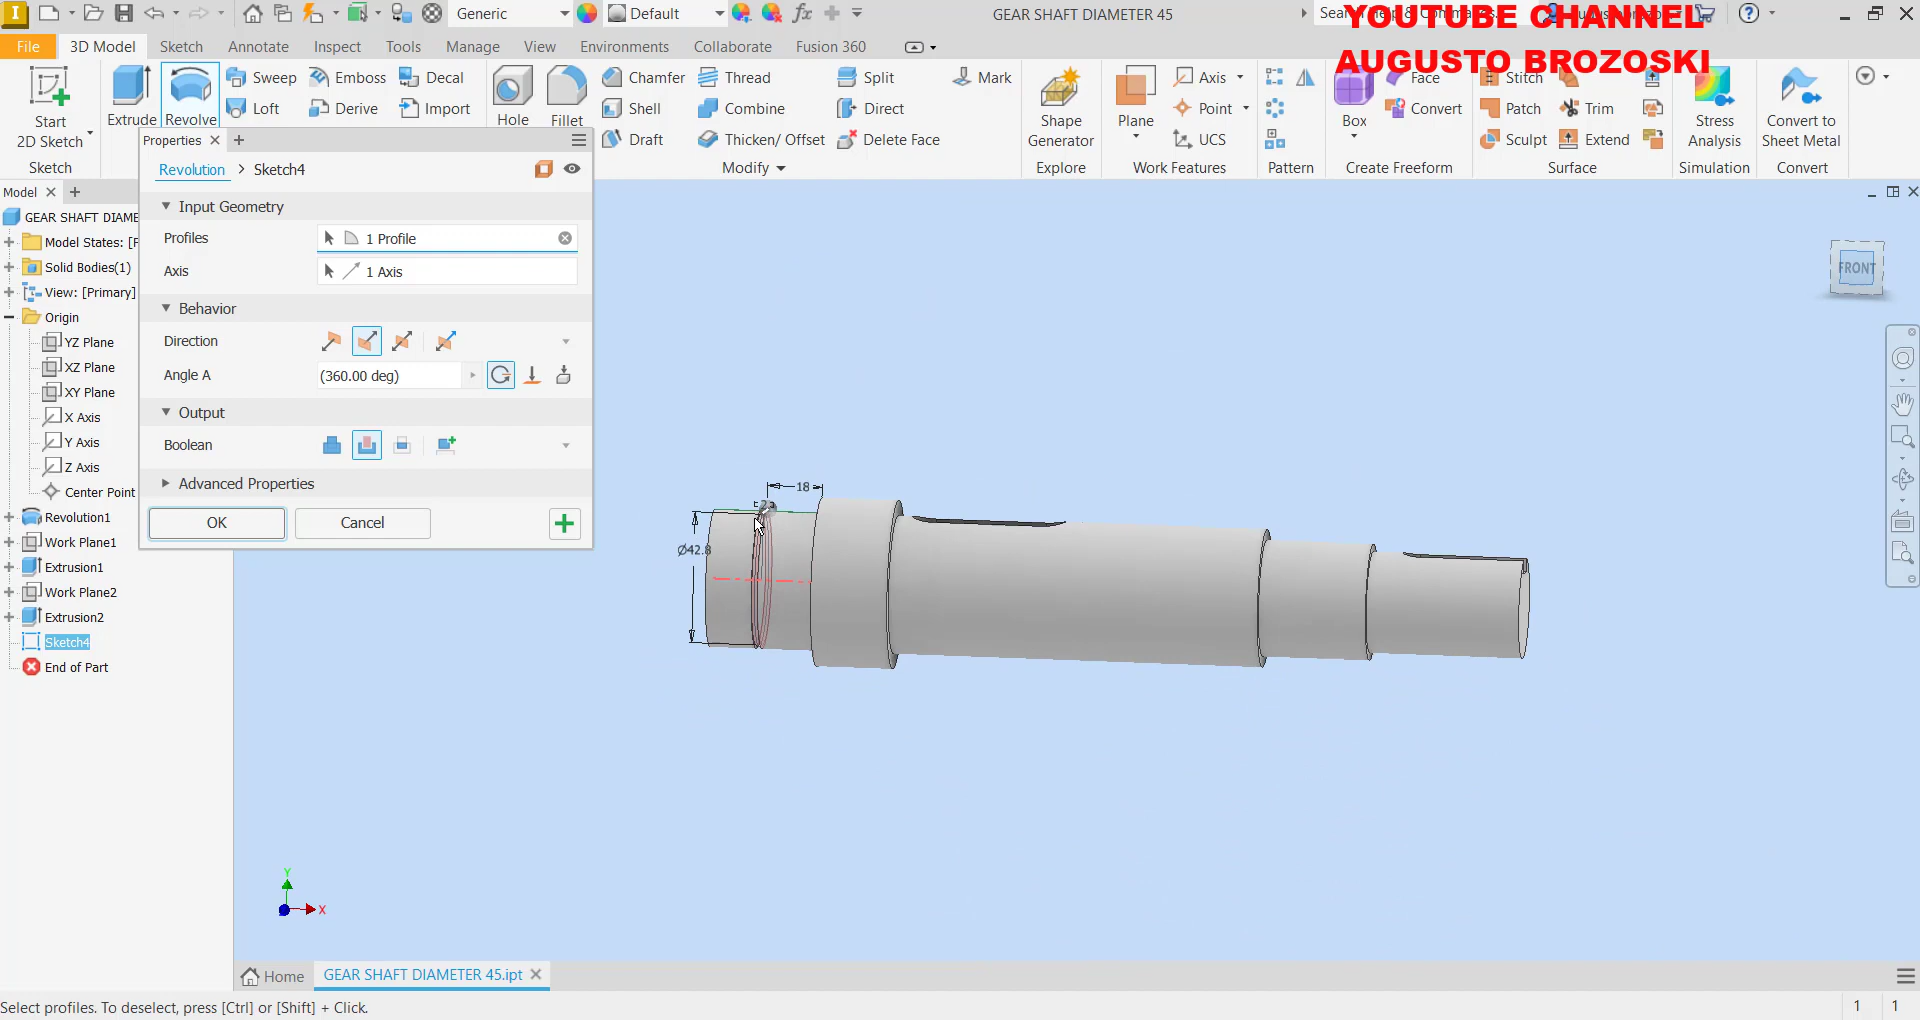 Generic
Default
GEAR SHAFT DIAMETER 45
YOUTUBE CHANNEL
AUGUSTO BROZOSKI
File
3D Model
Sketch
Annotate
Inspect
Tools
Manage
View
Environments
Collaborate
Fusion 360
Start
2D Sketch
Sketch
Extrude
Revolve
Sweep
Loft
Emboss
Derive
Decal
Import
Hole
Fillet
Chamfer
Shell
Draft
Thread
Combine
Thicken/ Offset
Split
Direct
Delete Face
Mark
Modify
Shape
Generator
Explore
Plane
Axis
Point
UCS
Work Features
Pattern
Box
Face
Convert
Create Freeform
Stitch
Patch
Sculpt
Trim
Extend
Surface
Stress
Analysis
Simulation
Convert to
Sheet Metal
Convert
Properties
Revolution > Sketch4
Input Geometry
Profiles
1 Profile
Axis
1 Axis
Behavior
Direction
Angle A
(360.00 deg)
Output
Boolean
Advanced Properties
OK
Cancel
Model
GEAR SHAFT DIAME
Model States: [P
Solid Bodies(1)
View: [Primary]
Origin
YZ Plane
XZ Plane
XY Plane
X Axis
Y Axis
Z Axis
Center Point
Revolution1
Work Plane1
Extrusion1
Work Plane2
Extrusion2
Sketch4
End of Part
18
Ø42.8
FRONT
Y
X
Home
GEAR SHAFT DIAMETER 45.ipt
Select profiles. To deselect, press [Ctrl] or [Shift] + Click.
1
1